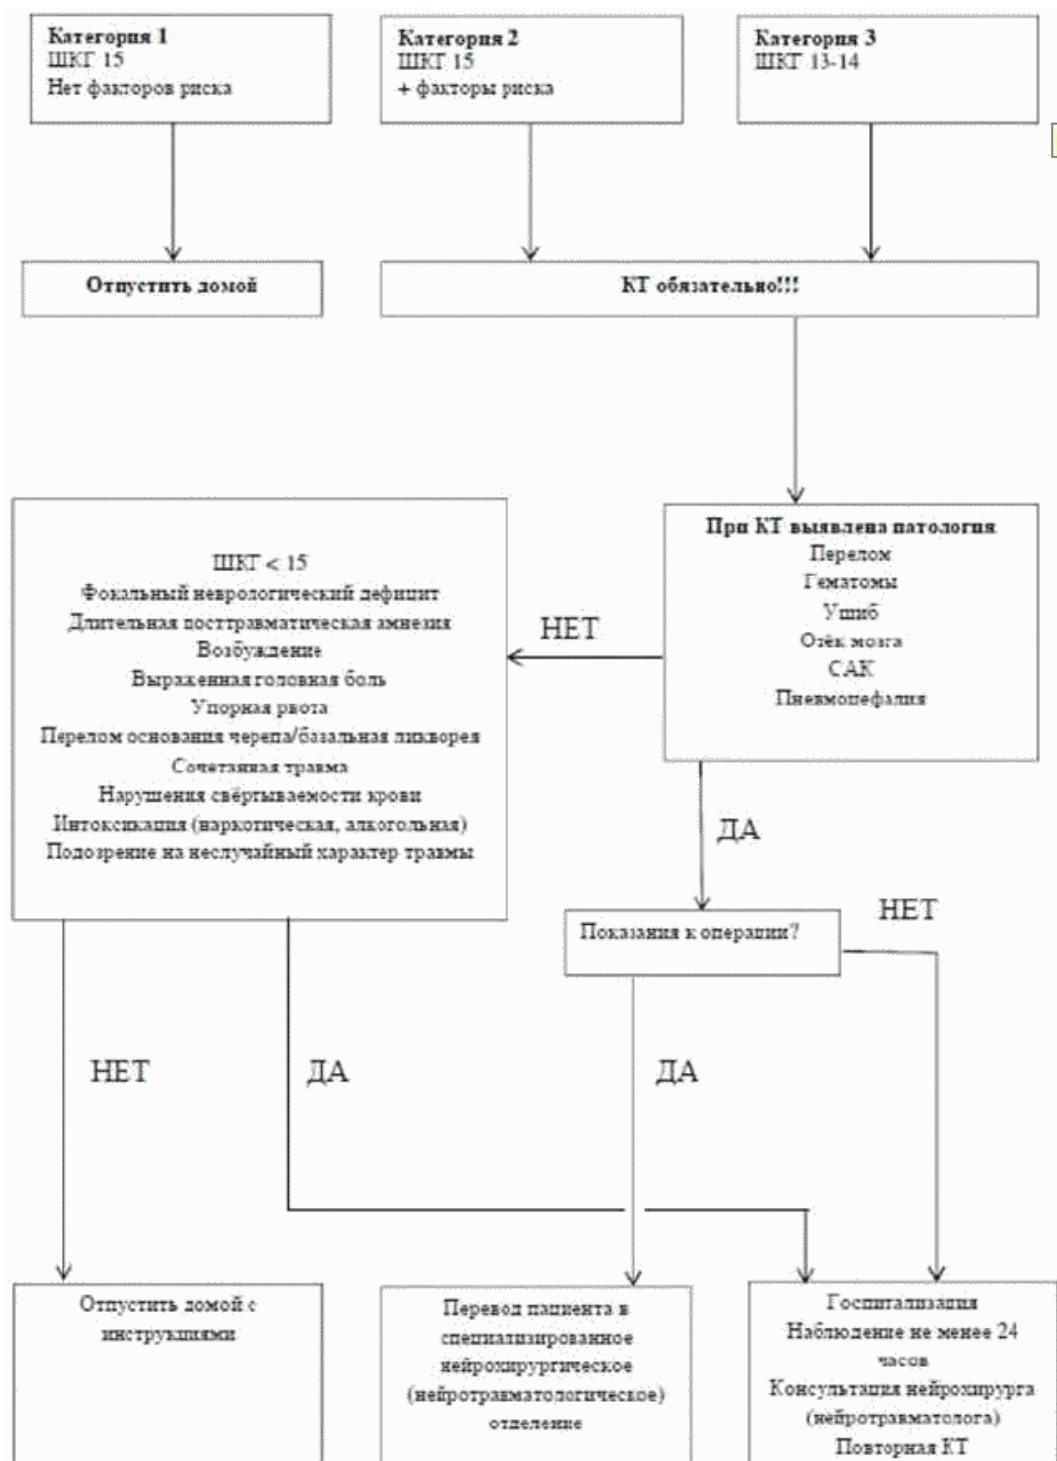 Категория 1
ШКГ 15
Нет факторов риска
Категория 2
ШКГ 15
+ факторы риска
Категория 3
ШКГ 13-14
Отпустить домой
КТ обязательно!!!
При КТ выявлена патология
Перелом
Гематомы
Ушиб
Отёк мозга
САК
Пневмоцефалия
НЕТ
ШКГ < 15
Фокальный неврологический дефицит
Длительная посттравматическая амнезия
Возбуждение
Выраженная головная боль
Упорная рвота
Перелом основания черепа/базальная ликворея
Сочетанная травма
Нарушения свёртываемости крови
Интоксикация (наркотическая, алкогольная)
Подозрение на неслучайный характер травмы
ДА
Показания к операции?
НЕТ
НЕТ
ДА
ДА
Отпустить домой с
инструкциями
Перевод пациента в
специализированное
нейрохирургическое
(нейротравматологическое)
отделение
Госпитализация
Наблюдение не менее 24
часов
Консультация нейрохирурга
(нейротравматолога)
Повторная КТ